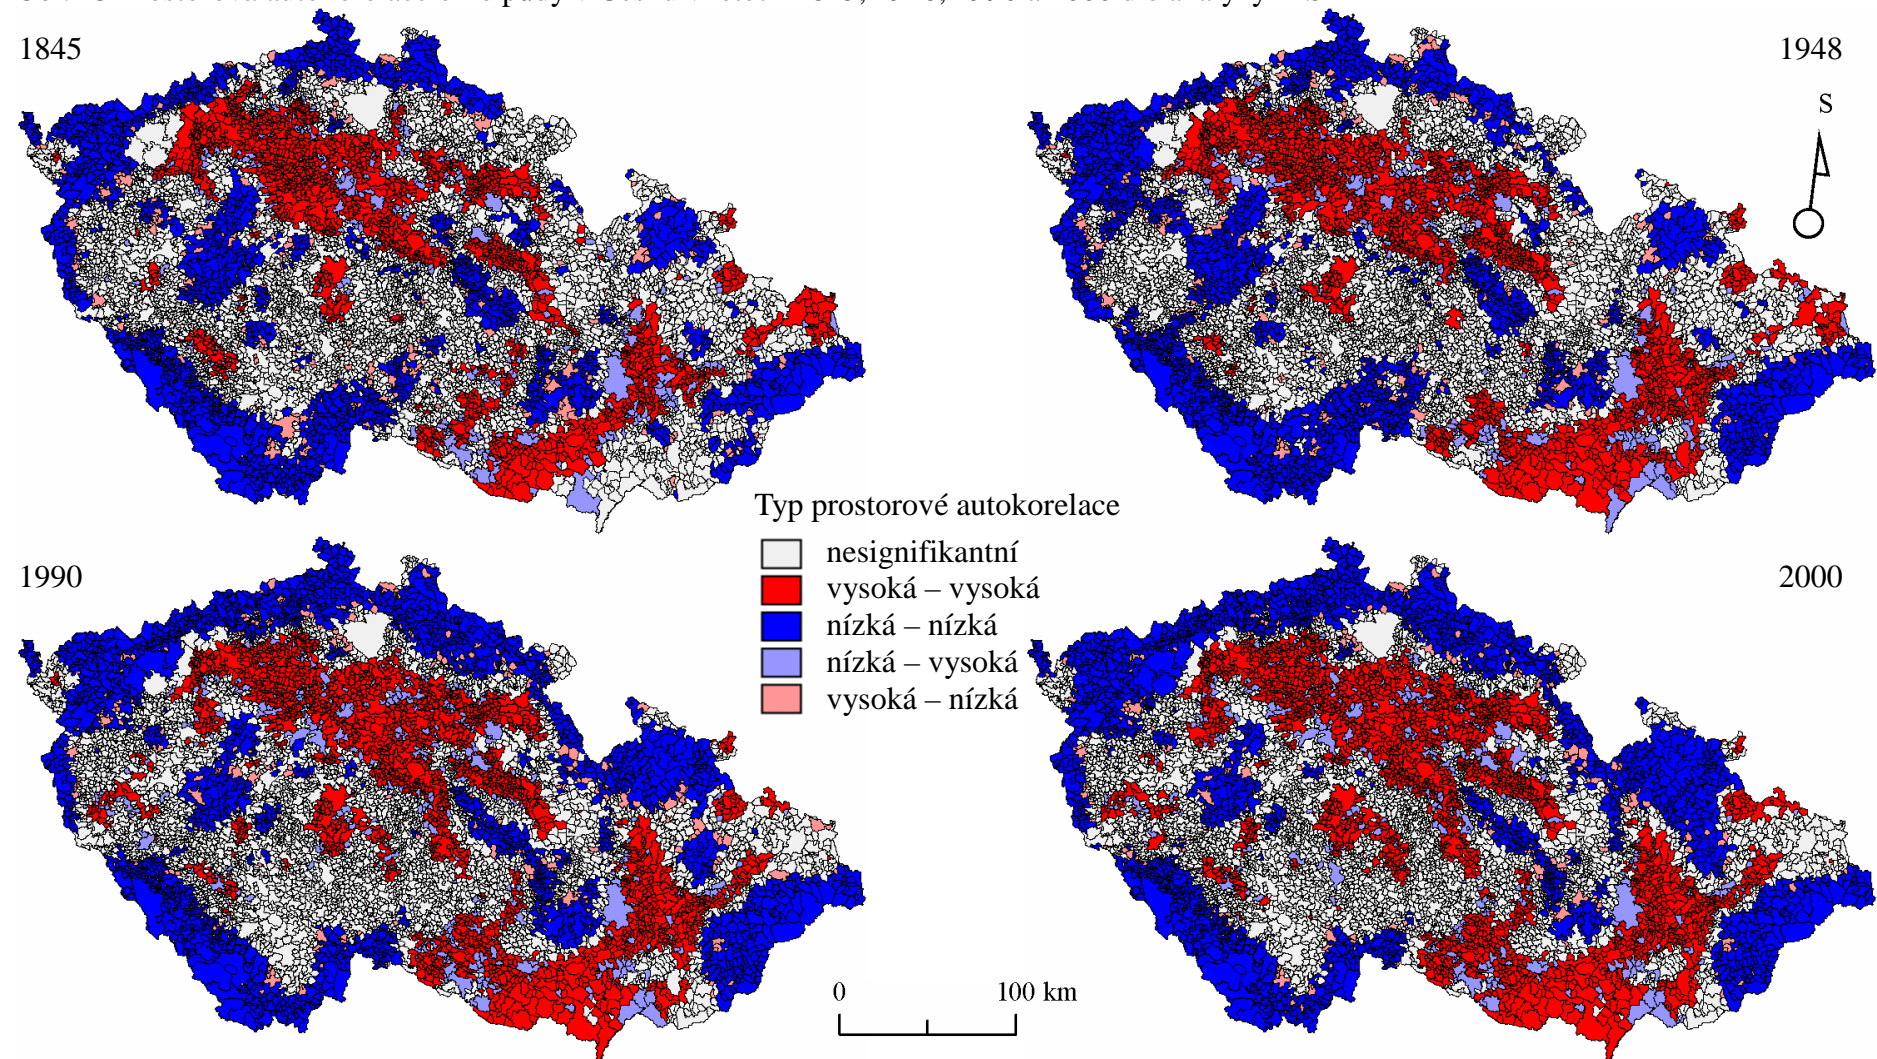 1845
1948
S
Typ prostorové autokorelace
nesignifikantní
vysoká – vysoká
nízká – nízká
nízká – vysoká
vysoká – nízká
1990
2000
0 100 km